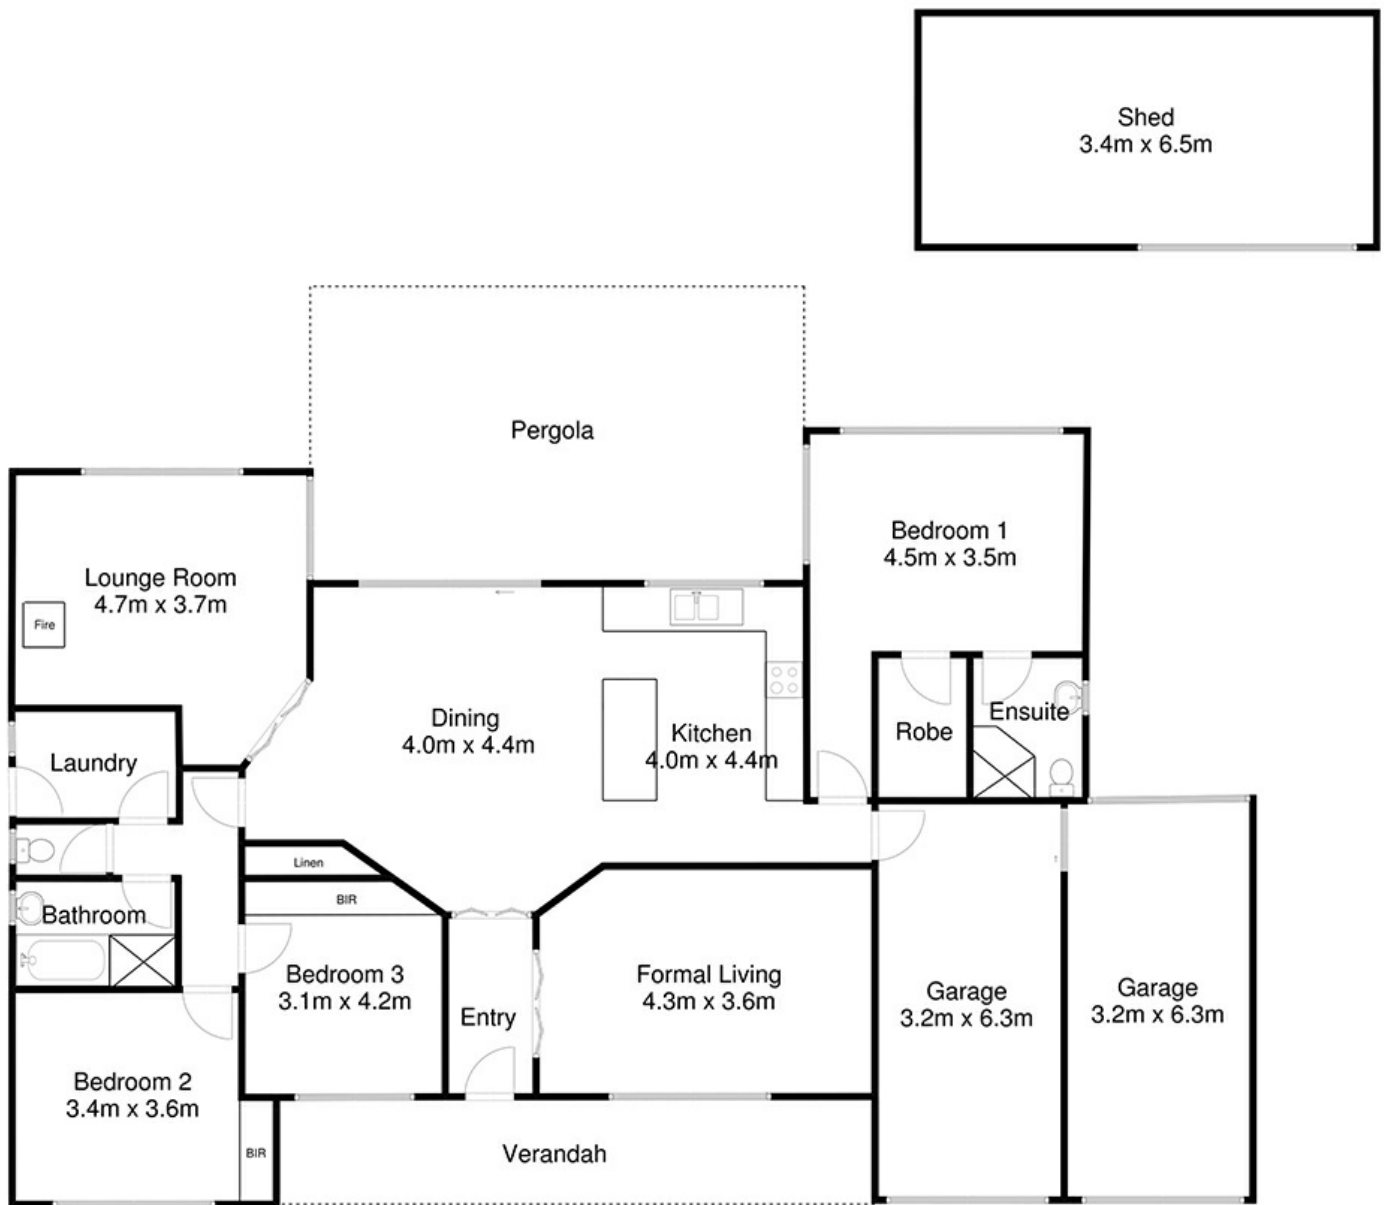 Shed
3.4m x 6.5m
Pergola
Bedroom 1
4.5m x 3.5m
Lounge Room
4.7m x 3.7m
Fire
Dining
4.0m x 4.4m
Kitchen
4.0m x 4.4m
Robe
Ensuite
Laundry
Linen
BIR
Bathroom
Bedroom 3
3.1m x 4.2m
Entry
Formal Living
4.3m x 3.6m
Garage
3.2m x 6.3m
Garage
3.2m x 6.3m
Bedroom 2
3.4m x 3.6m
BIR
Verandah